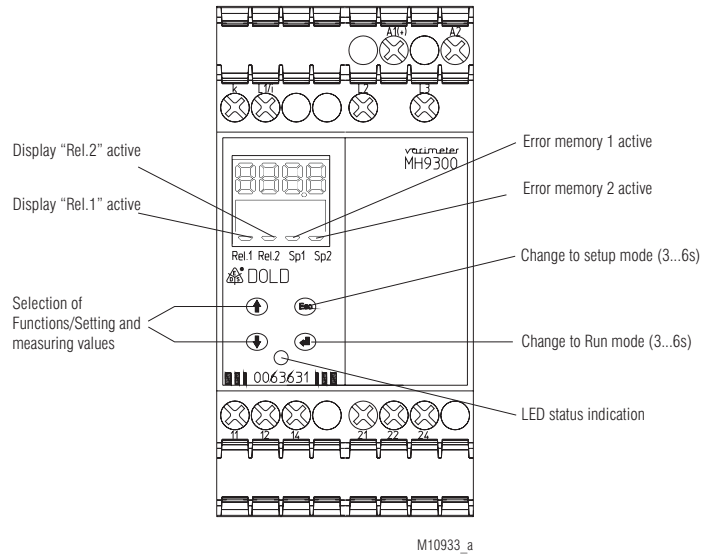 A1(+) A2
k L1/i L2 L3
varimeter
MH9300
Display “Rel.2” active
Display “Rel.1” active
Error memory 1 active
Error memory 2 active
Rel.1 Rel.2 Sp1 Sp2
DOLD
Esc
Change to setup mode (3...6s)
Selection of
Functions/Setting and
measuring values
Change to Run mode (3...6s)
0063631
LED status indication
11 12 14 21 22 24
M10933_a